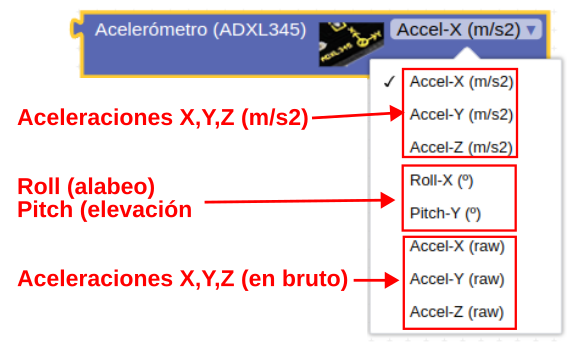 Acelerómetro (ADXL345) Accel-X (m/s2) ▾
ADXL345
✓ Accel-X (m/s2)
Accel-Y (m/s2)
Accel-Z (m/s2)
Aceleraciones X,Y,Z (m/s2)
Roll-X (º)
Pitch-Y (º)
Roll (alabeo)
Pitch (elevación
Accel-X (raw)
Accel-Y (raw)
Accel-Z (raw)
Aceleraciones X,Y,Z (en bruto)